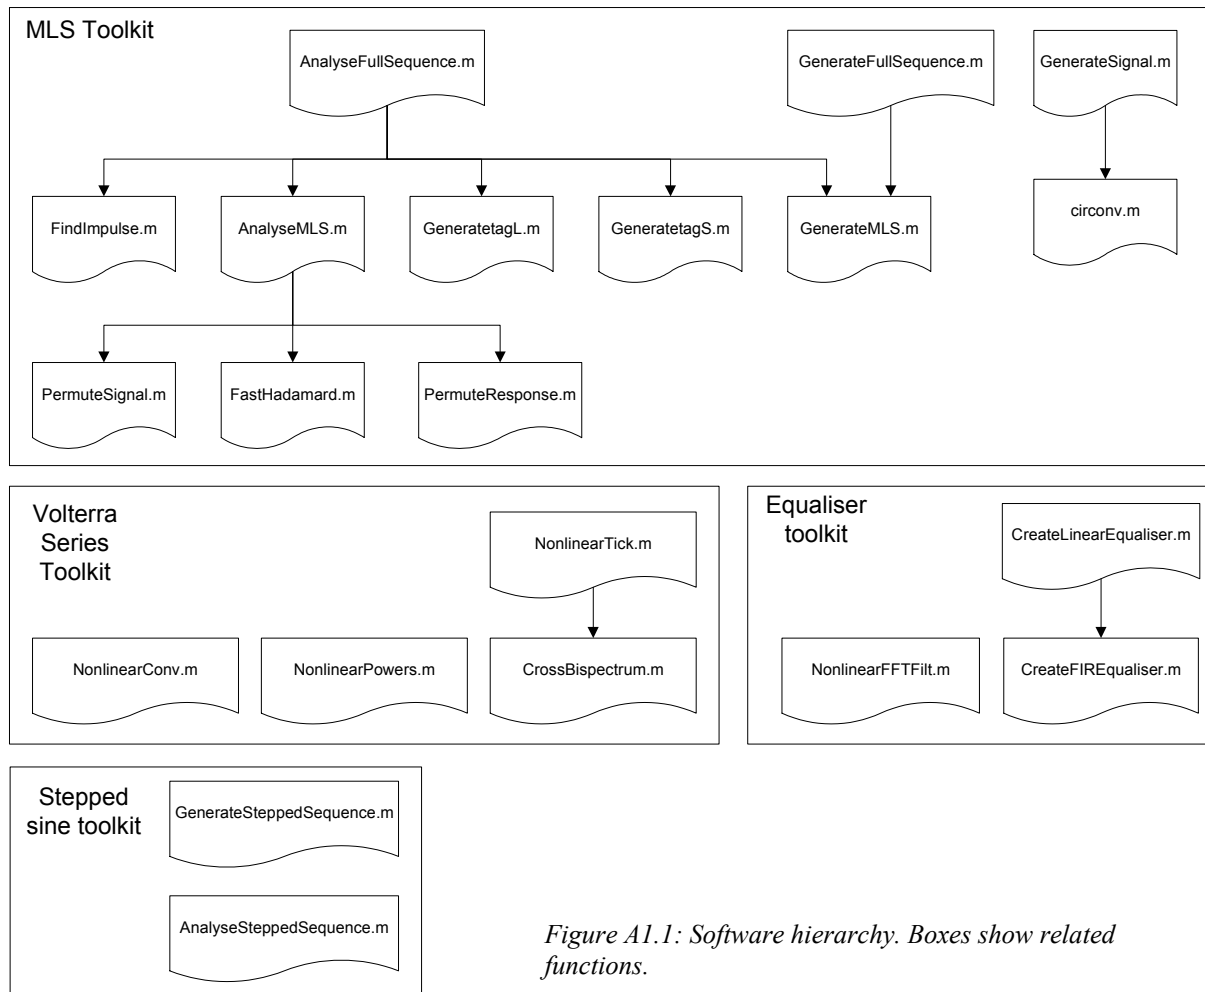 MLS Toolkit
AnalyseFullSequence.m
GenerateFullSequence.m
GenerateSignal.m
FindImpulse.m
AnalyseMLS.m
GeneratetagL.m
GeneratetagS.m
GenerateMLS.m
circonv.m
PermuteSignal.m
FastHadamard.m
PermuteResponse.m
Volterra
Series
Toolkit
NonlinearTick.m
NonlinearConv.m
NonlinearPowers.m
CrossBispectrum.m
Equaliser
toolkit
CreateLinearEqualiser.m
NonlinearFFTFilt.m
CreateFIREqualiser.m
Stepped
sine toolkit
GenerateSteppedSequence.m
AnalyseSteppedSequence.m
Figure A1.1: Software hierarchy. Boxes show related
functions.